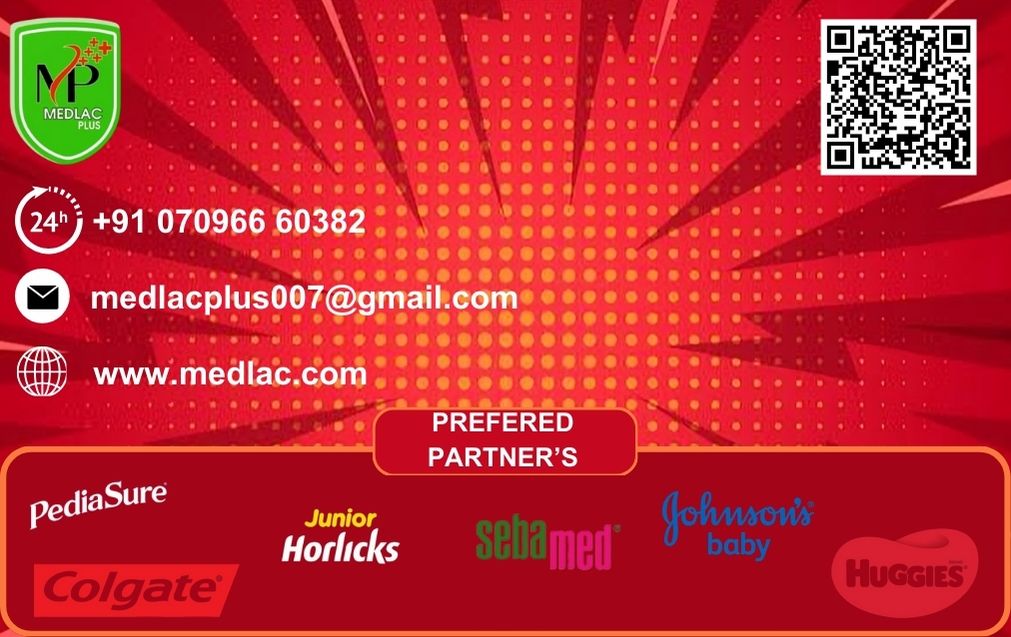 MP
MEDLAC
PLUS
24h
+91 070966 60382
medlacplus007@gmail.com
www.medlac.com
PREFERED
PARTNER’S
PediaSure®
Junior
Horlicks
sebamed®
Johnson's®
baby
Colgate®
HUGGIES